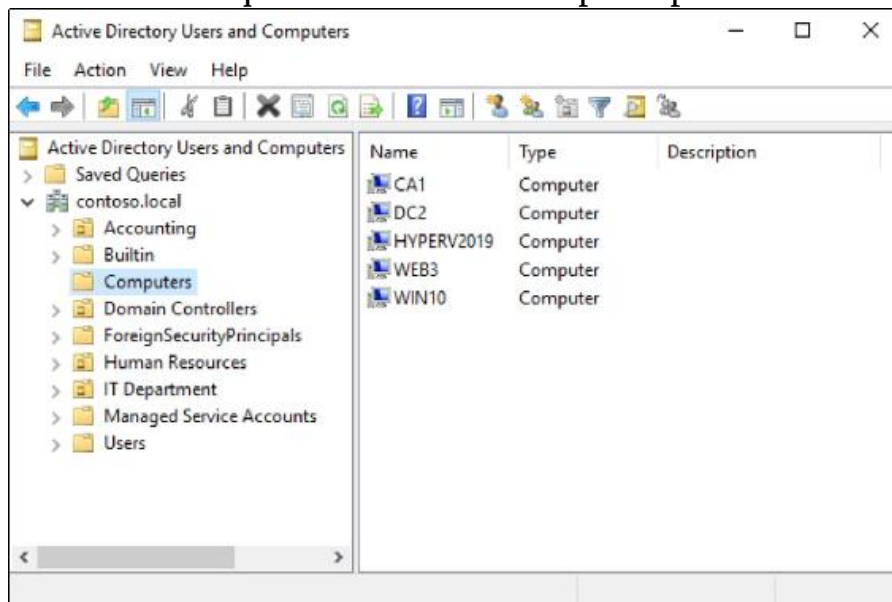 Active Directory Users and Computers
File Action View Help
Active Directory Users and Computers
Saved Queries
contoso.local
Accounting
Builtin
Computers
Domain Controllers
ForeignSecurityPrincipals
Human Resources
IT Department
Managed Service Accounts
Users
Name Type Description
CA1 Computer
DC2 Computer
HYPERV2019 Computer
WEB3 Computer
WIN10 Computer